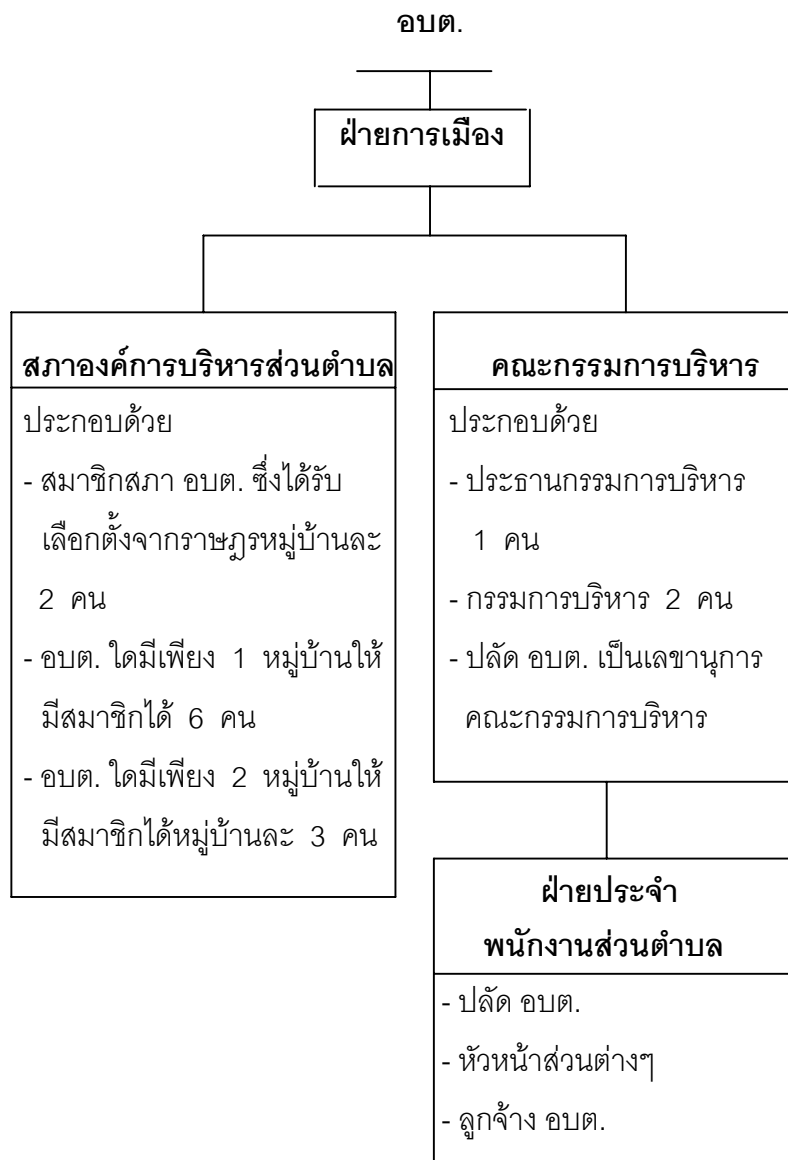 อบต.
ฝ่ายการเมือง
สภาองค์การบริหารส่วนตำบล
ประกอบด้วย
- สมาชิกสภา อบต. ซึ่งได้รับ
เลือกตั้งจากราษฎรหมู่บ้านละ
2 คน
- อบต. ใดมีเพียง 1 หมู่บ้านให้
มีสมาชิกได้ 6 คน
- อบต. ใดมีเพียง 2 หมู่บ้านให้
มีสมาชิกได้หมู่บ้านละ 3 คน
คณะกรรมการบริหาร
ประกอบด้วย
- ประธานกรรมการบริหาร
1 คน
- กรรมการบริหาร 2 คน
- ปลัด อบต. เป็นเลขานุการ
คณะกรรมการบริหาร
ฝ่ายประจำ
พนักงานส่วนตำบล
- ปลัด อบต.
- หัวหน้าส่วนต่างๆ
- ลูกจ้าง อบต.